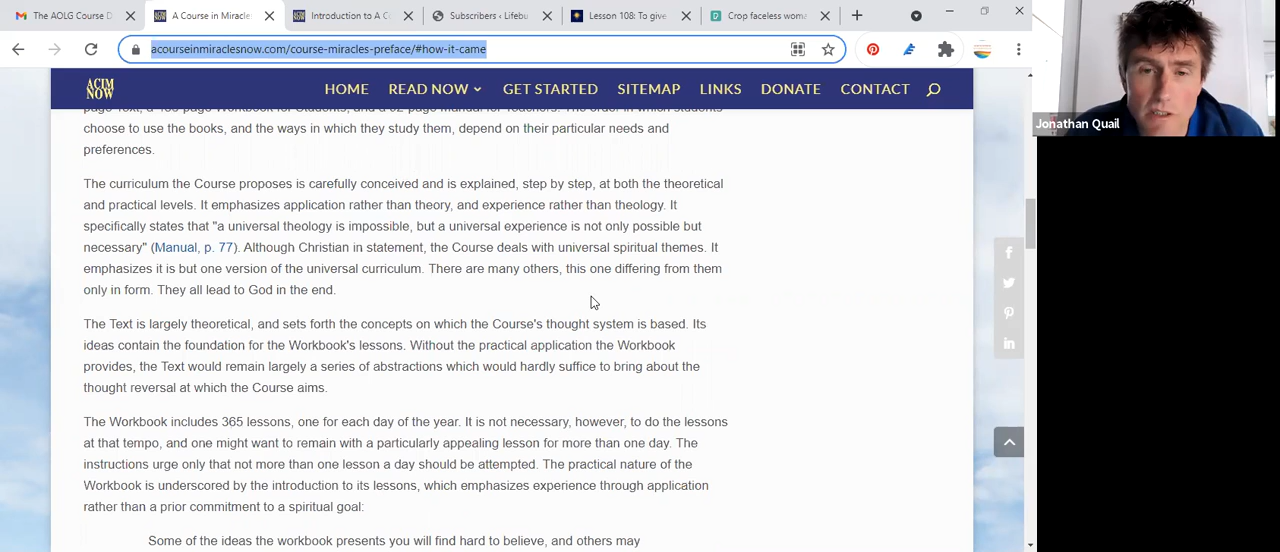 The AOLG Course D
A Course in Miracle
Introduction to A C
Subscribers ‹ Lifebu
Lesson 108: To give
Crop faceless wom
acourseinmiraclesnow.com/course-miracles-preface/#how-it-came
ACIM NOW
HOME READ NOW GET STARTED SITEMAP LINKS DONATE CONTACT
choose to use the books, and the ways in which they study them, depend on their particular needs and
preferences.
The curriculum the Course proposes is carefully conceived and is explained, step by step, at both the theoretical
and practical levels. It emphasizes application rather than theory, and experience rather than theology. It
specifically states that "a universal theology is impossible, but a universal experience is not only possible but
necessary" (Manual, p. 77). Although Christian in statement, the Course deals with universal spiritual themes. It
emphasizes it is but one version of the universal curriculum. There are many others, this one differing from them
only in form. They all lead to God in the end.
The Text is largely theoretical, and sets forth the concepts on which the Course's thought system is based. Its
ideas contain the foundation for the Workbook's lessons. Without the practical application the Workbook
provides, the Text would remain largely a series of abstractions which would hardly suffice to bring about the
thought reversal at which the Course aims.
The Workbook includes 365 lessons, one for each day of the year. It is not necessary, however, to do the lessons
at that tempo, and one might want to remain with a particularly appealing lesson for more than one day. The
instructions urge only that not more than one lesson a day should be attempted. The practical nature of the
Workbook is underscored by the introduction to its lessons, which emphasizes experience through application
rather than a prior commitment to a spiritual goal:
Some of the ideas the workbook presents you will find hard to believe, and others may
Jonathan Quail